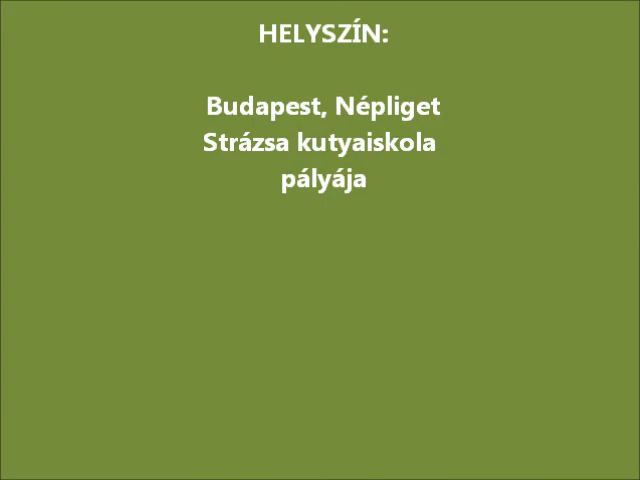 HELYSZÍN:
Budapest, Népliget
Strázsa kutyaiskola
pályája